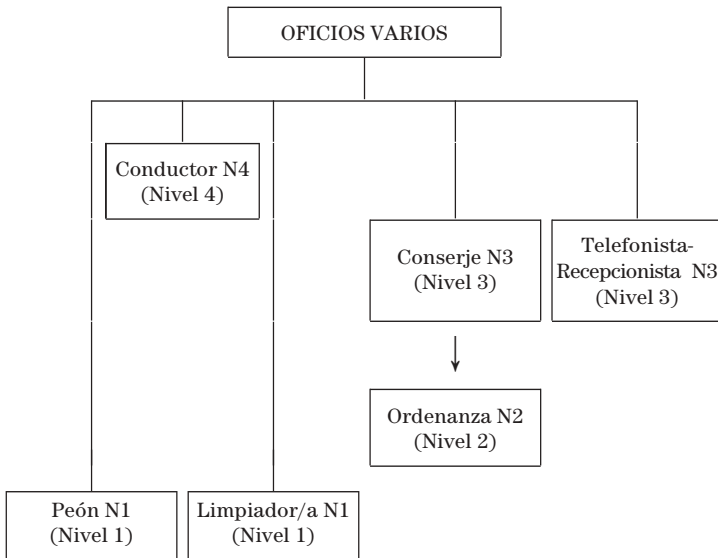 OFICIOS VARIOS
Conductor N4
(Nivel 4)
Conserje N3
(Nivel 3)
Telefonista-
Recepcionista N3
(Nivel 3)
Ordenanza N2
(Nivel 2)
Peón N1
(Nivel 1)
Limpiador/a N1
(Nivel 1)